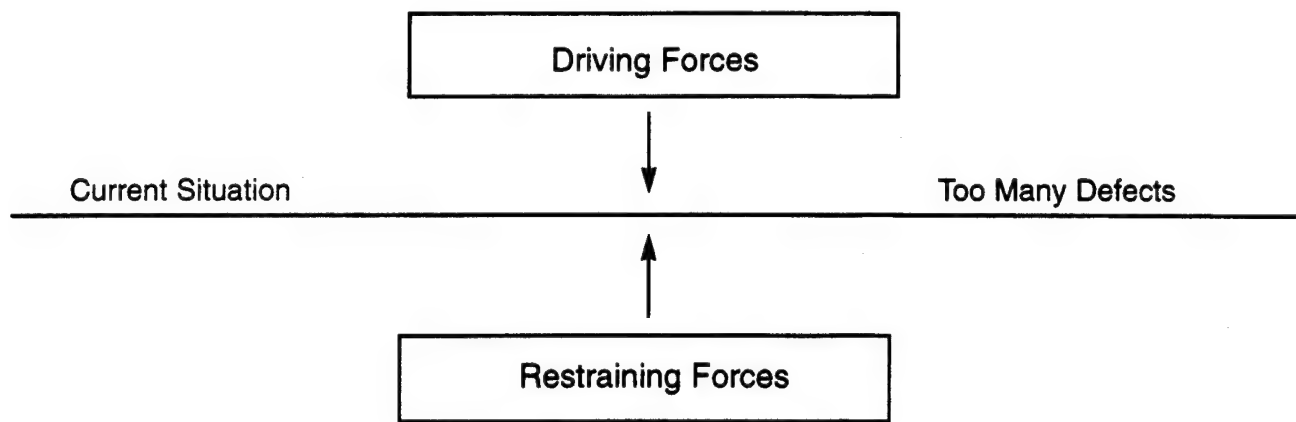 Driving Forces
Current Situation
Too Many Defects
Restraining Forces